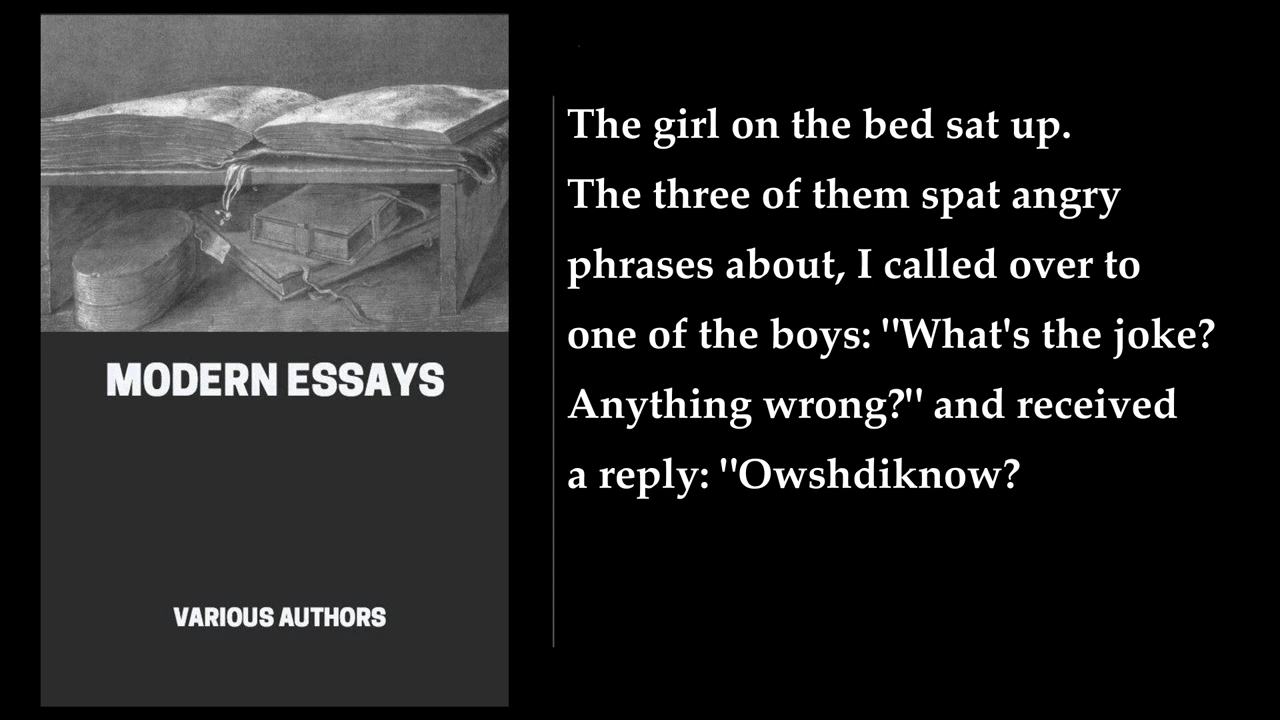 MODERN ESSAYS
VARIOUS AUTHORS
The girl on the bed sat up.
The three of them spat angry
phrases about, I called over to
one of the boys: "What's the joke?
Anything wrong?" and received
a reply: "Owshdiknow?